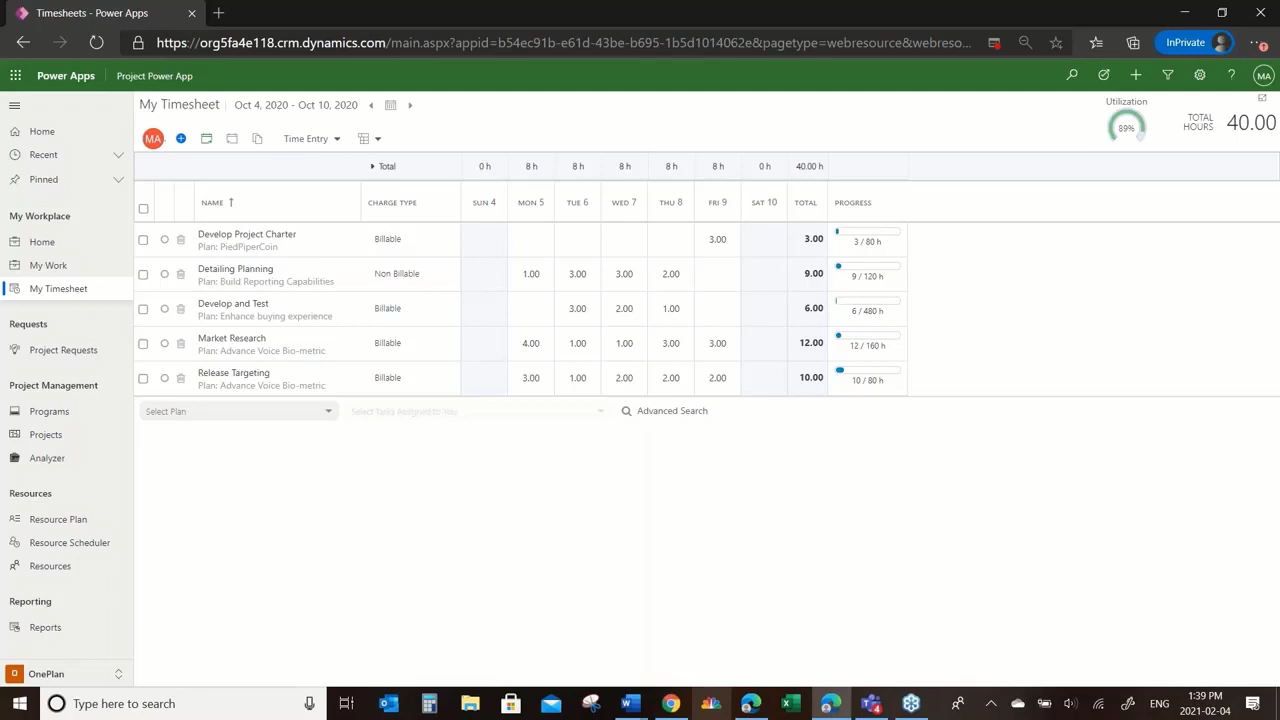 Timesheets - Power Apps
https://org5fa4e118.crm.dynamics.com/main.aspx?appid=b54ec91b-e61d-43be-b695-1b5d1014062e&pagetype=webresource&webreso...
InPrivate
Power Apps
Project Power App
MA
Home
Recent
Pinned
My Workplace
Home
My Work
My Timesheet
Requests
Project Requests
Project Management
Programs
Projects
Analyzer
Resources
Resource Plan
Resource Scheduler
Resources
Reporting
Reports
O OnePlan
My Timesheet Oct 4, 2020 - Oct 10, 2020
Utilization
89%
TOTAL HOURS 40.00
MA Time Entry
Total 0 h 8 h 8 h 8 h 8 h 8 h 0 h 40.00 h
NAME CHARGE TYPE SUN 4 MON 5 TUE 6 WED 7 THU 8 FRI 9 SAT 10 TOTAL PROGRESS
Develop Project Charter Billable 3.00 3.00
Plan: PiedPiperCoin 3 / 80 h
Detailing Planning Non Billable 1.00 3.00 3.00 2.00 9.00
Plan: Build Reporting Capabilities 9 / 120 h
Develop and Test Billable 3.00 2.00 1.00 6.00
Plan: Enhance buying experience 6 / 480 h
Market Research Billable 4.00 1.00 1.00 3.00 3.00 12.00
Plan: Advance Voice Bio-metric 12 / 160 h
Release Targeting Billable 3.00 1.00 2.00 2.00 2.00 10.00
Plan: Advance Voice Bio-metric 10 / 80 h
Select Plan Select Tasks Assigned to You Advanced Search
Type here to search
ENG
1:39 PM
2021-02-04